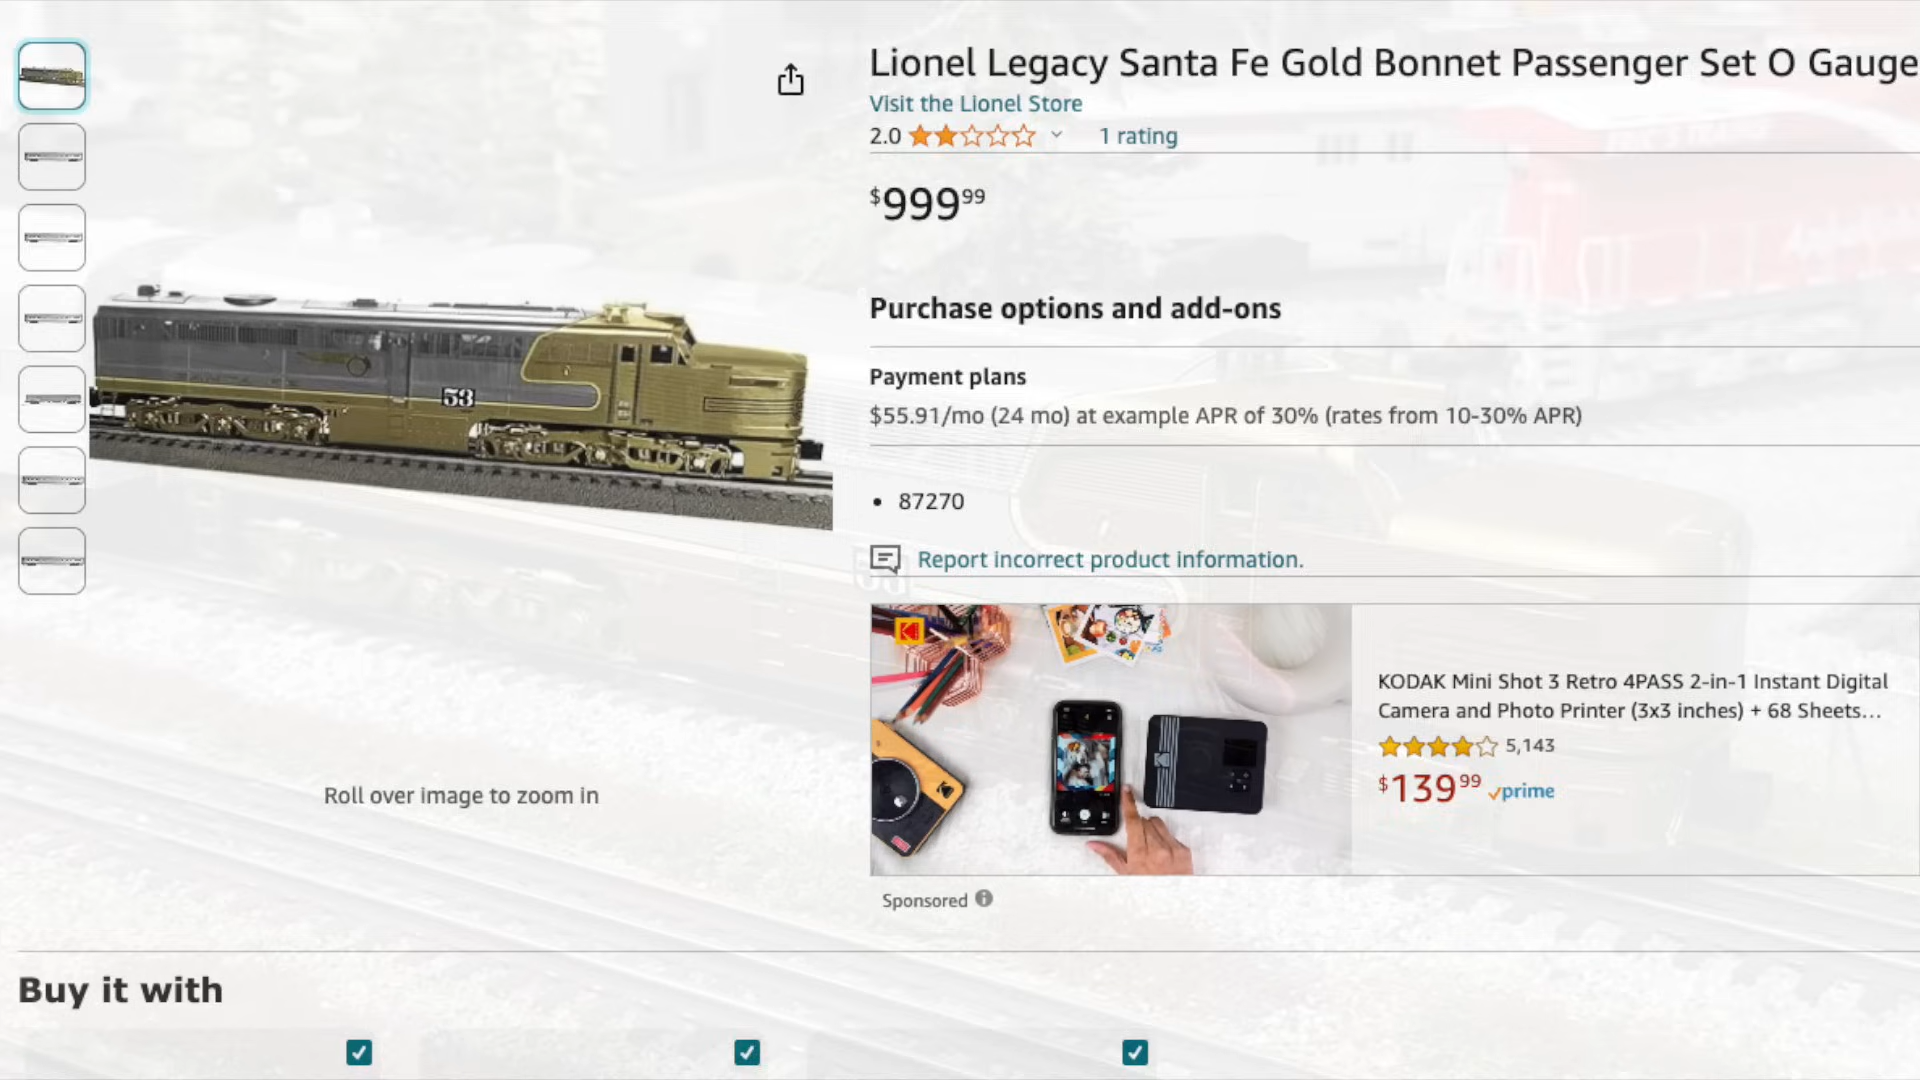 Lionel Legacy Santa Fe Gold Bonnet Passenger Set O Gauge
Visit the Lionel Store
2.0 1 rating
$999.99
Purchase options and add-ons
Payment plans
$55.91/mo (24 mo) at example APR of 30% (rates from 10-30% APR)
53
• 87270
Report incorrect product information.
KODAK Mini Shot 3 Retro 4PASS 2-in-1 Instant Digital
Camera and Photo Printer (3x3 inches) + 68 Sheets...
5,143
$139.99 prime
Roll over image to zoom in
Sponsored
Buy it with